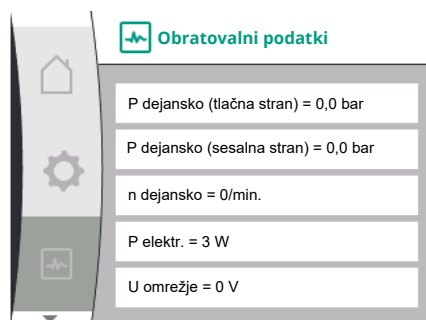 Obratovalni podatki
P dejansko (tlačna stran) = 0,0 bar
P dejansko (sesalna stran) = 0,0 bar
n dejansko = 0/min.
P elektr. = 3 W
U omrežje = 0 V